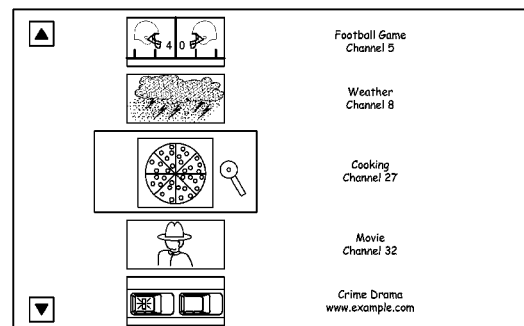 4 0
Football Game
Channel 5
Weather
Channel 8
Cooking
Channel 27
Movie
Channel 32
Crime Drama
www.example.com